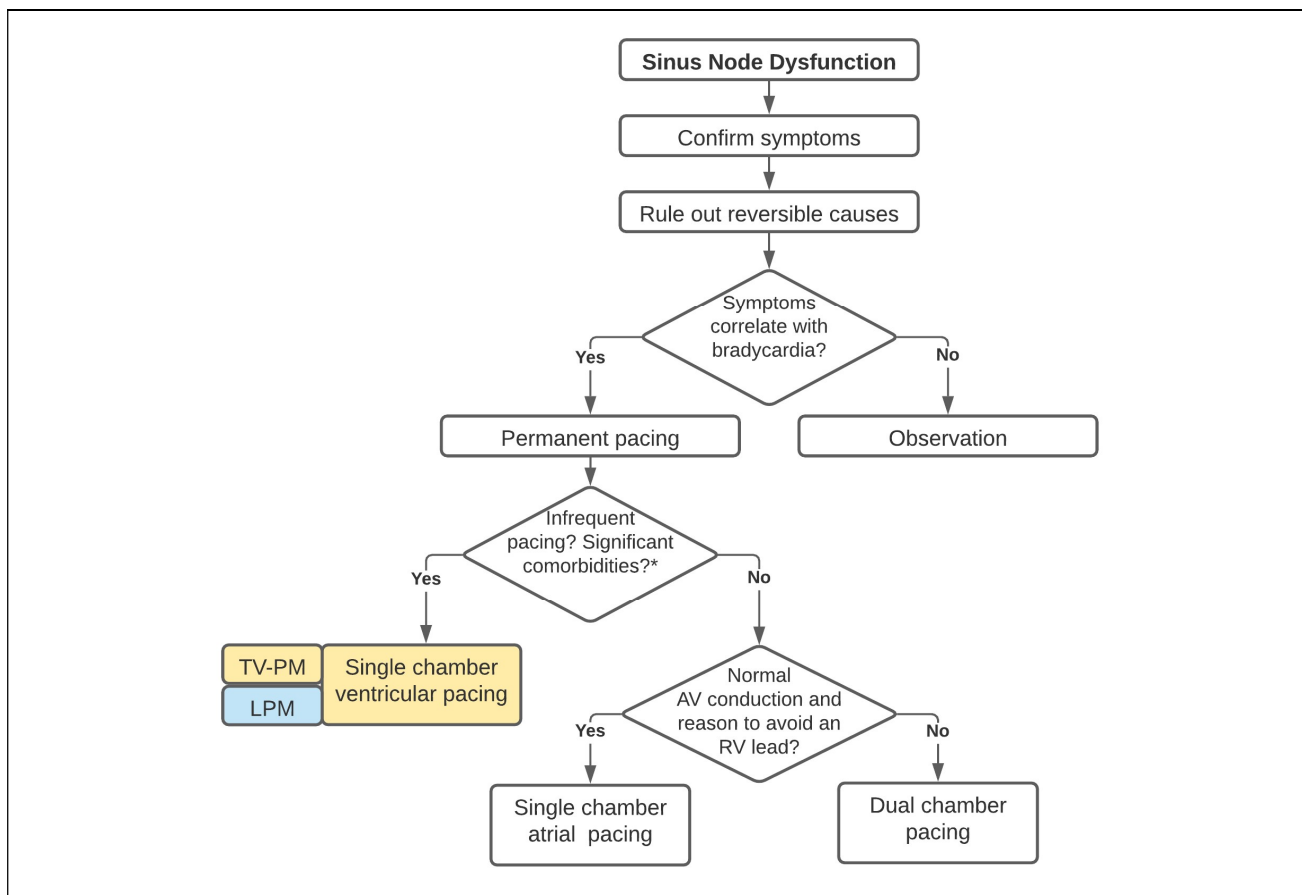 Sinus Node Dysfunction
Confirm symptoms
Rule out reversible causes
Symptoms
correlate with
bradycardia?
Yes
No
Permanent pacing
Observation
Infrequent
pacing? Significant
comorbidities?*
Yes
No
TV-PM
LPM
Single chamber
ventricular pacing
Normal
AV conduction and
reason to avoid an
RV lead?
Yes
No
Single chamber
atrial pacing
Dual chamber
pacing